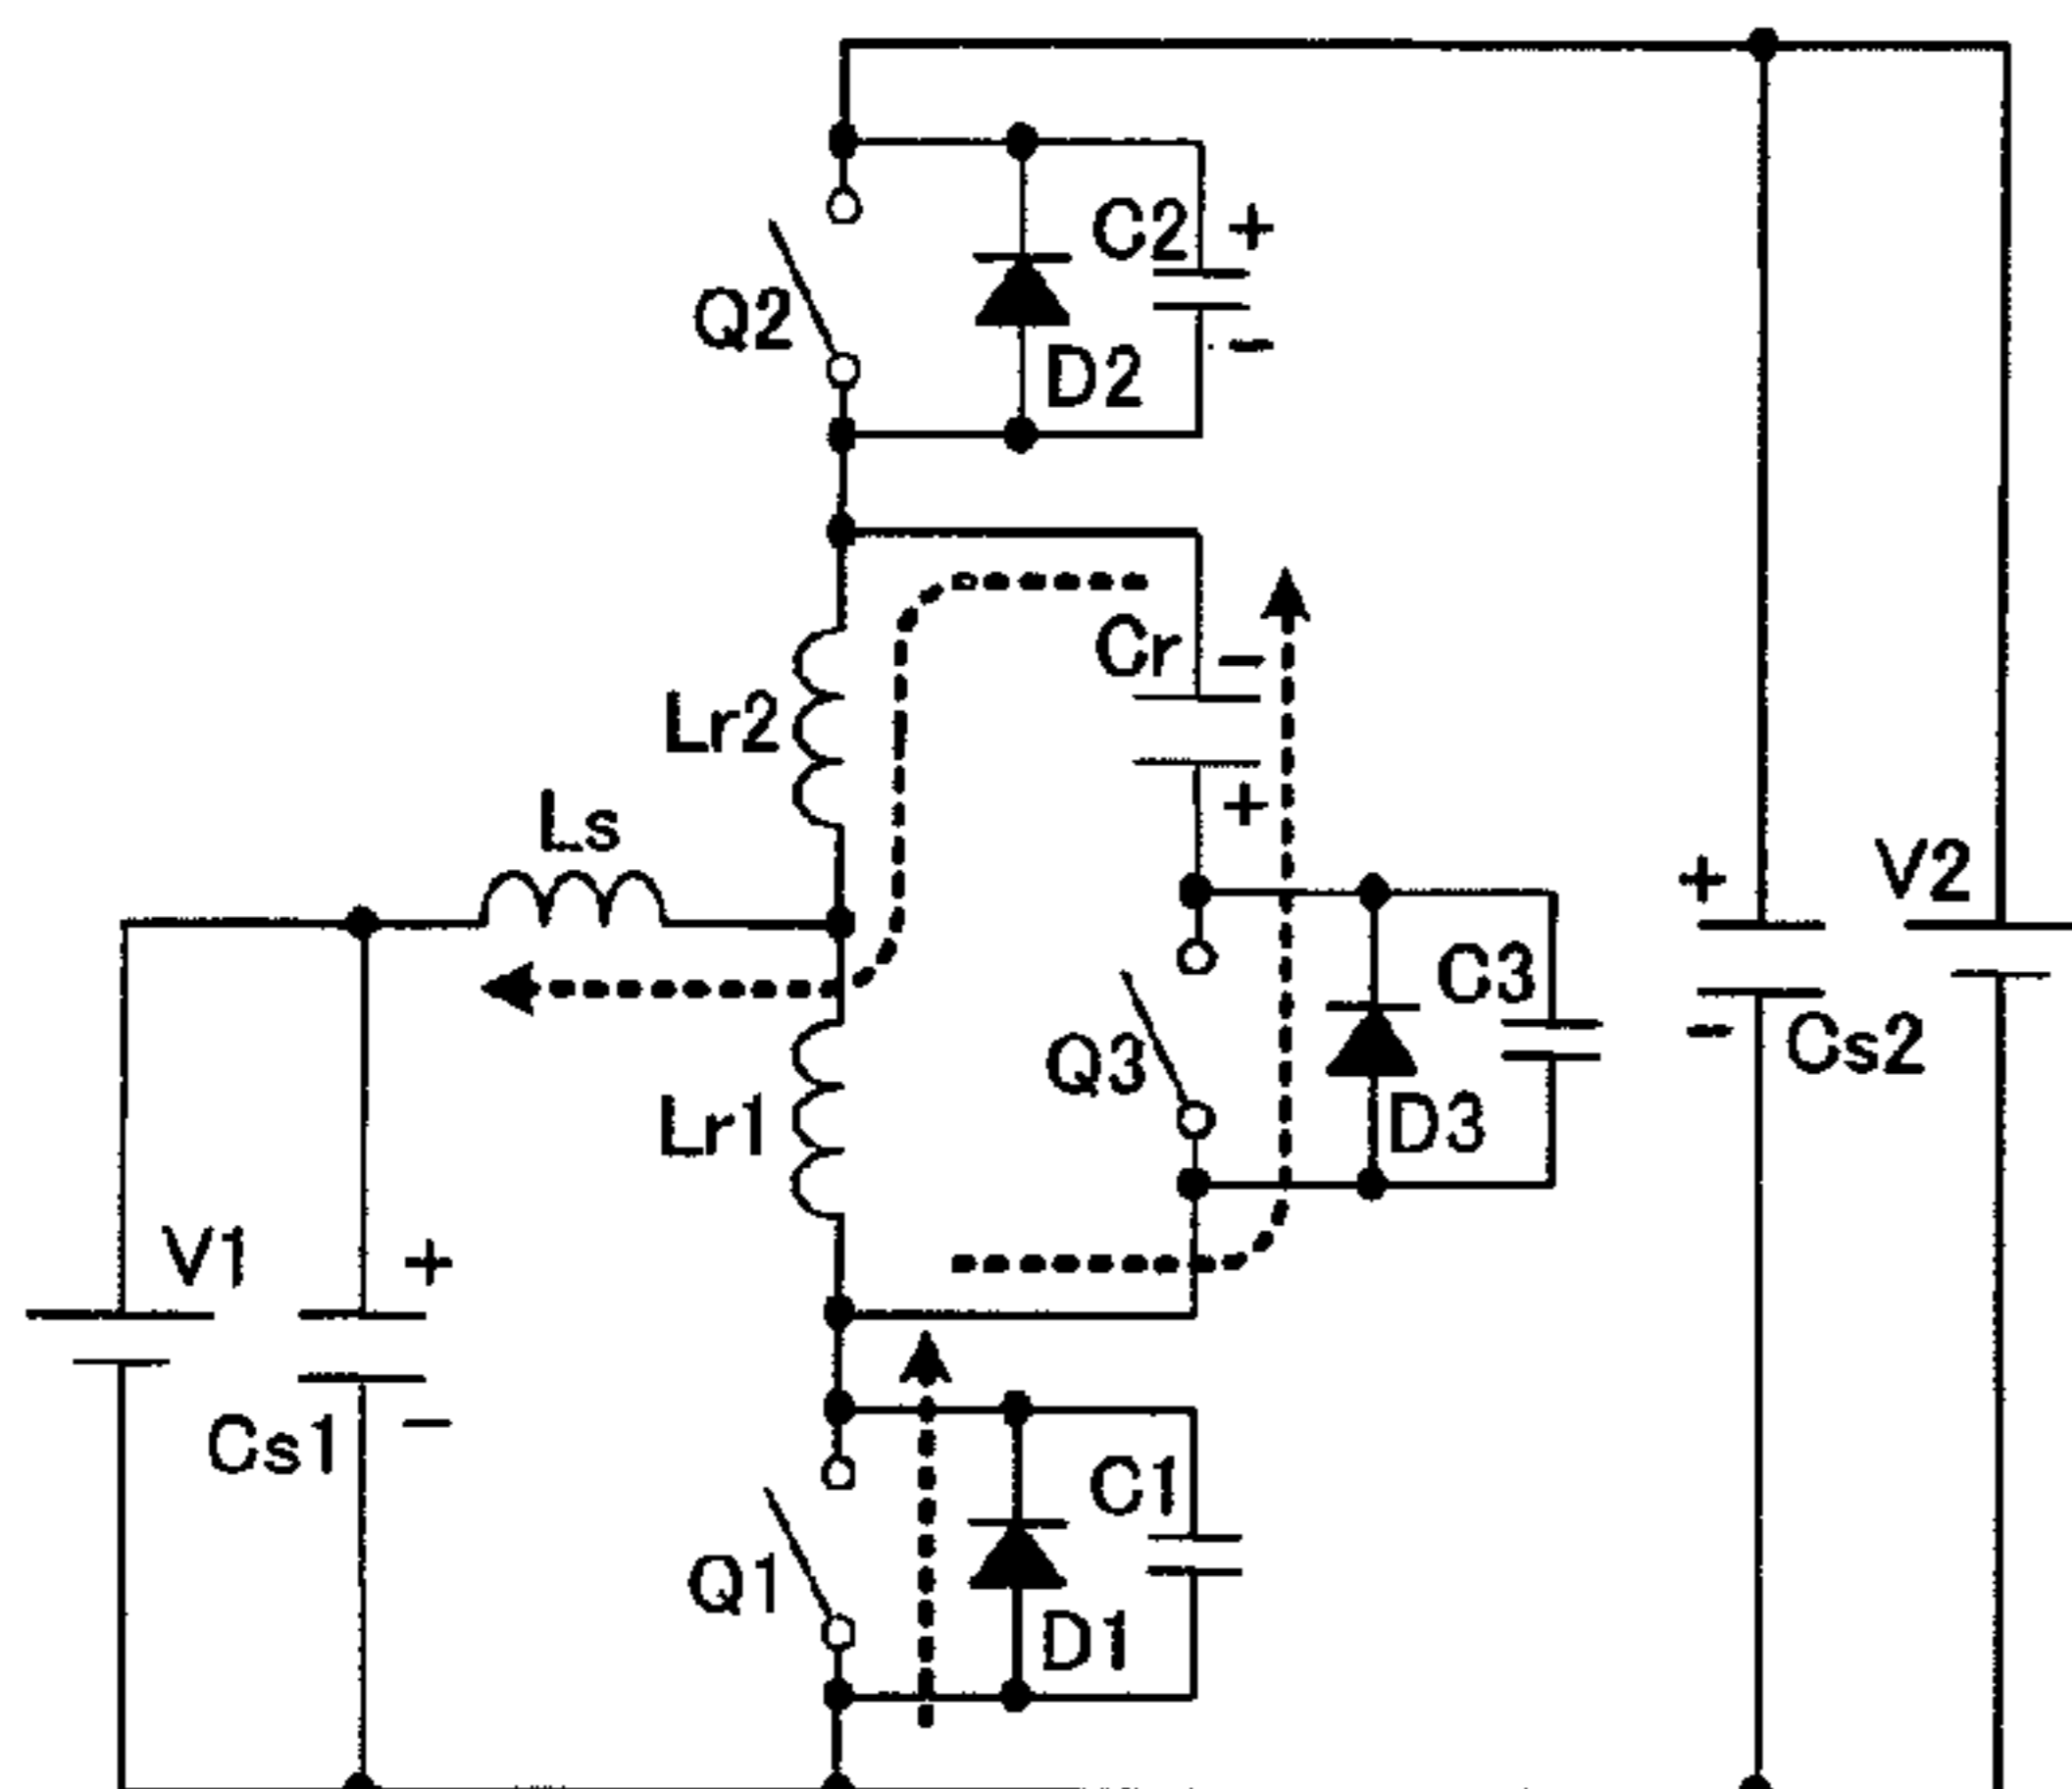 C2 +
Q2
D2 -
Cr -
Lr2
+
Ls
+ V2
C3
Q3
- Cs2
D3
Lr1
V1 +
Cs1 -
C1
Q1
D1